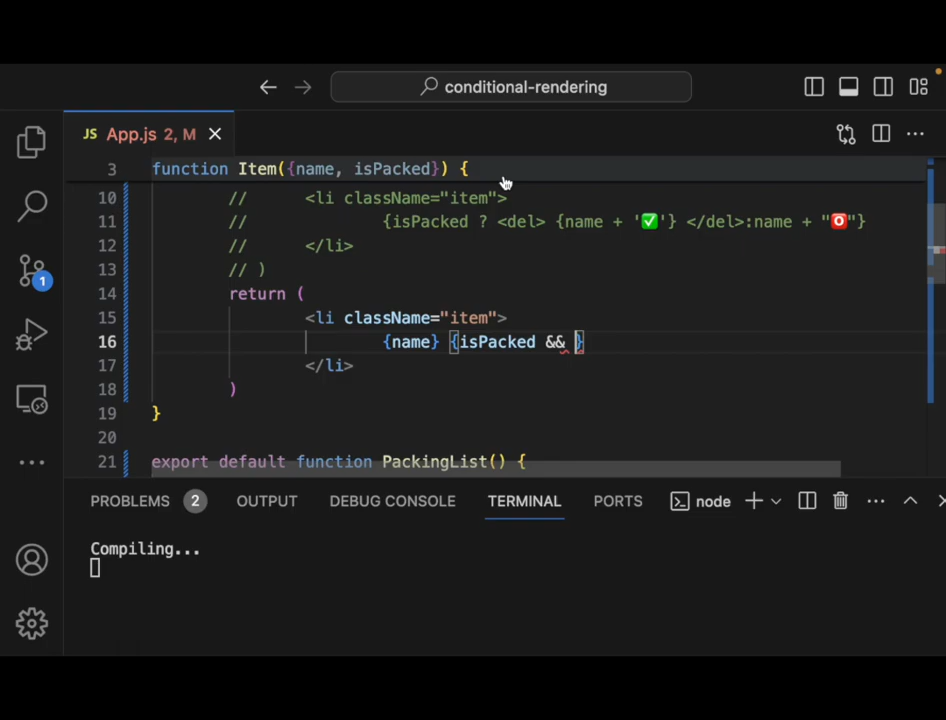 conditional-rendering
JS App.js 2, M
3 function Item({name, isPacked}) {
10 // <li className="item">
11 // {isPacked ? <del> {name + '✅'} </del>:name + "🅾️"}
12 // </li>
13 // )
14 return (
15 <li className="item">
16 {name} {isPacked && }
17 </li>
18 )
19 }
20
21 export default function PackingList() {
1
PROBLEMS 2 OUTPUT DEBUG CONSOLE TERMINAL PORTS node
Compiling...